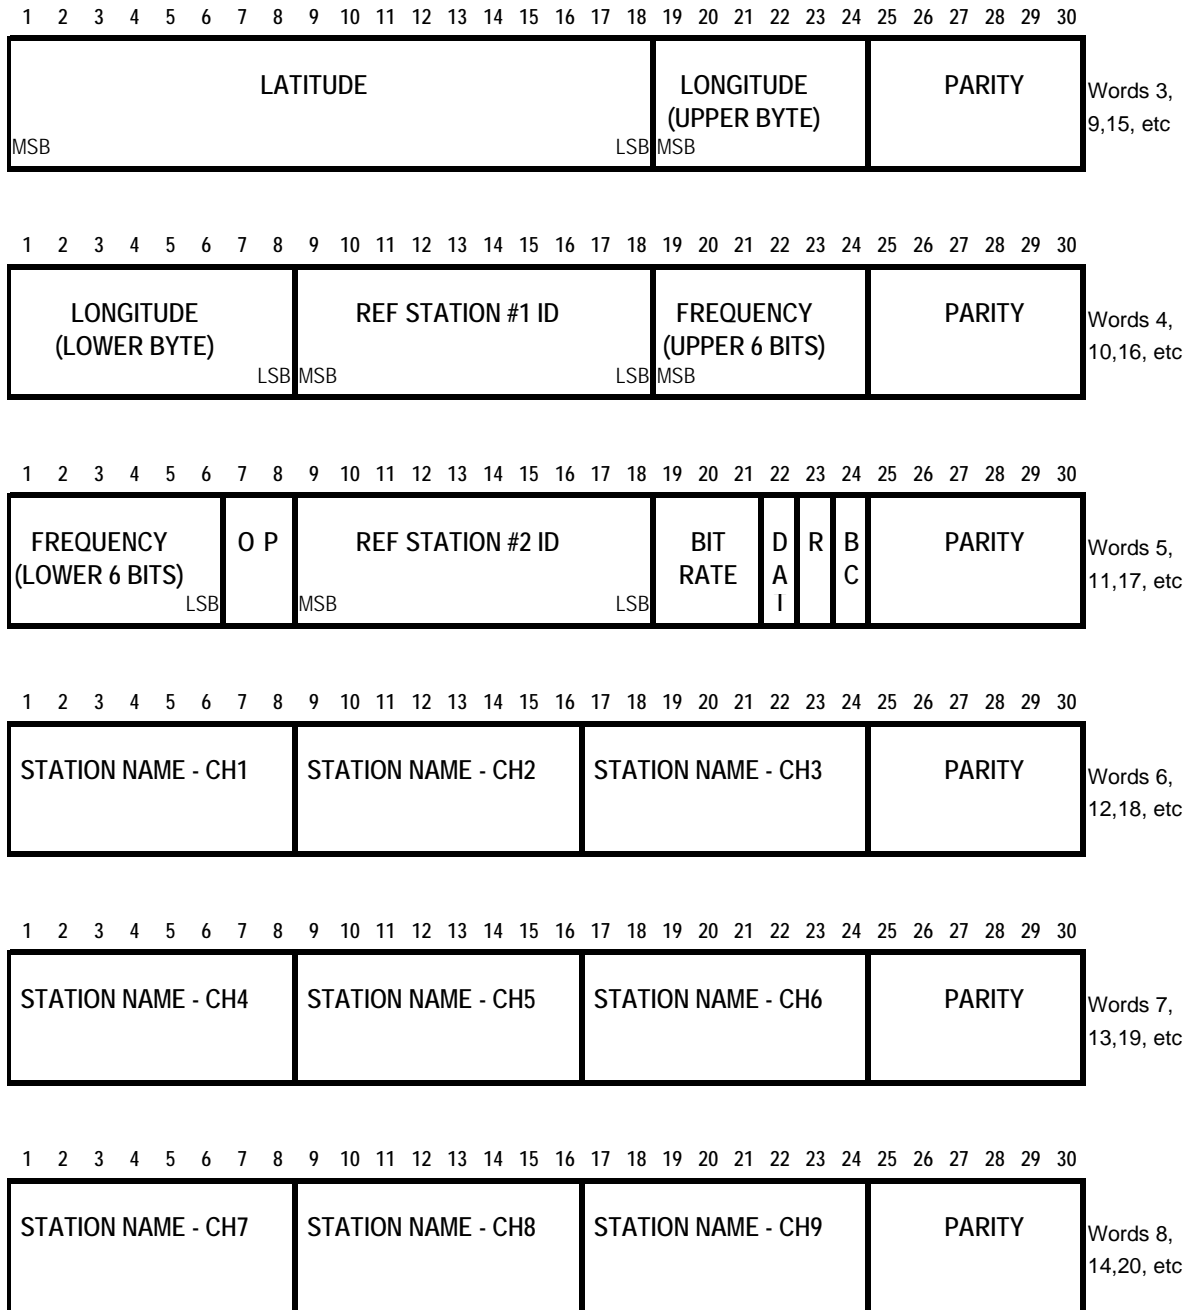 1 2 3 4 5 6 7 8 9 10 11 12 13 14 15 16 17 18 19 20 21 22 23 24 25 26 27 28 29 30
LATITUDE LONGITUDE PARITY Words 3,
(UPPER BYTE) 9,15, etc
MSB LSB MSB
1 2 3 4 5 6 7 8 9 10 11 12 13 14 15 16 17 18 19 20 21 22 23 24 25 26 27 28 29 30
LONGITUDE REF STATION #1 ID FREQUENCY PARITY Words 4,
(LOWER BYTE) (UPPER 6 BITS) 10,16, etc
LSB MSB LSB MSB
1 2 3 4 5 6 7 8 9 10 11 12 13 14 15 16 17 18 19 20 21 22 23 24 25 26 27 28 29 30
FREQUENCY O P REF STATION #2 ID BIT D R B PARITY Words 5,
(LOWER 6 BITS) RATE A C 11,17, etc
LSB MSB LSB I
1 2 3 4 5 6 7 8 9 10 11 12 13 14 15 16 17 18 19 20 21 22 23 24 25 26 27 28 29 30
STATION NAME - CH1 STATION NAME - CH2 STATION NAME - CH3 PARITY Words 6,
12,18, etc
1 2 3 4 5 6 7 8 9 10 11 12 13 14 15 16 17 18 19 20 21 22 23 24 25 26 27 28 29 30
STATION NAME - CH4 STATION NAME - CH5 STATION NAME - CH6 PARITY Words 7,
13,19, etc
1 2 3 4 5 6 7 8 9 10 11 12 13 14 15 16 17 18 19 20 21 22 23 24 25 26 27 28 29 30
STATION NAME - CH7 STATION NAME - CH8 STATION NAME - CH9 PARITY Words 8,
14,20, etc